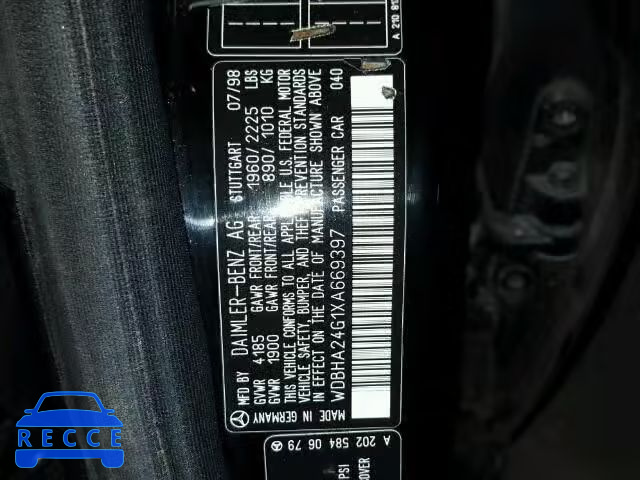 A 210 81
MFD BY DAIMLER-BENZ AG STUTTGART 07/98
GVWR 4185 GAWR FRONT/REAR: 1960/2225 LBS
GVWR 1900 GAWR FRONT/REAR: 890/1010 KG
THIS VEHICLE CONFORMS TO ALL APPLICABLE U.S. FEDERAL MOTOR
VEHICLE SAFETY, BUMPER, AND THEFT PREVENTION STANDARDS
IN EFFECT ON THE DATE OF MANUFACTURE SHOWN ABOVE
WDBHA24G1XA669397 PASSENGER CAR 040
MADE IN GERMANY
A 202 584 06 79
PSI
RECCE